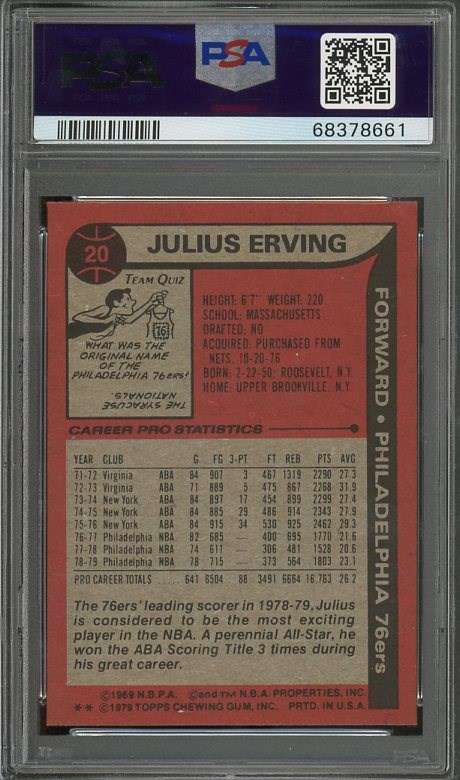 PSA
PSA
68378661
20
JULIUS ERVING
TEAM QUIZ
76
WHAT WAS THE
ORIGINAL NAME
OF THE
PHILADELPHIA 76ERS?
THE SYRACUSE
NATIONALS.
HEIGHT: 6'7" WEIGHT: 220
SCHOOL: MASSACHUSETTS
DRAFTED: NO
ACQUIRED: PURCHASED FROM
NETS, 10-20-76
BORN: 2-22-50; ROOSEVELT, N.Y.
HOME: UPPER BROOKVILLE, N.Y.
FORWARD • PHILADELPHIA 76ers
CAREER PRO STATISTICS
YEAR CLUB G FG 3-PT FT REB PTS AVG
71-72 Virginia ABA 84 907 3 467 1319 2290 27.3
72-73 Virginia ABA 71 889 5 475 867 2268 31.9
73-74 New York ABA 84 897 17 454 899 2299 27.4
74-75 New York ABA 84 885 29 486 914 2343 27.9
75-76 New York ABA 84 915 34 530 925 2462 29.3
76-77 Philadelphia NBA 82 685 — 400 695 1770 21.6
77-78 Philadelphia NBA 74 611 — 306 481 1528 20.6
78-79 Philadelphia NBA 78 715 — 373 564 1803 23.1
PRO CAREER TOTALS ...... 641 6504 88 3491 6664 16,763 26.2
The 76ers' leading scorer in 1978-79, Julius
is considered to be the most exciting
player in the NBA. A perennial All-Star, he
won the ABA Scoring Title 3 times during
his great career.
©1969 N.B.P.A. ©and TM N.B.A. PROPERTIES, INC.
** ©1979 TOPPS CHEWING GUM, INC. PRTD. IN U.S.A.